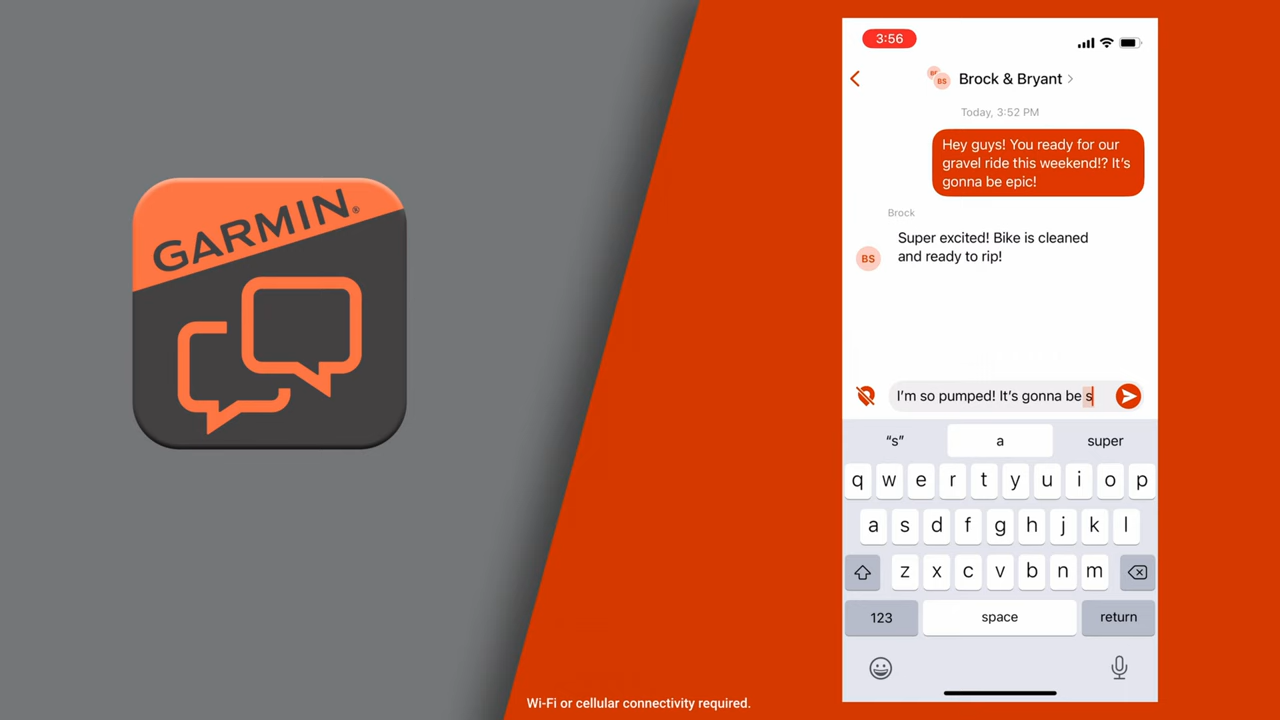 GARMIN®
3:56
BF
BS
Brock & Bryant
Today, 3:52 PM
Hey guys! You ready for our
gravel ride this weekend!? It's
gonna be epic!
Brock
BS
Super excited! Bike is cleaned
and ready to rip!
I'm so pumped! It's gonna be s
“s” a super
q w e r t y u i o p
a s d f g h j k l
z x c v b n m
123 space return
Wi-Fi or cellular connectivity required.